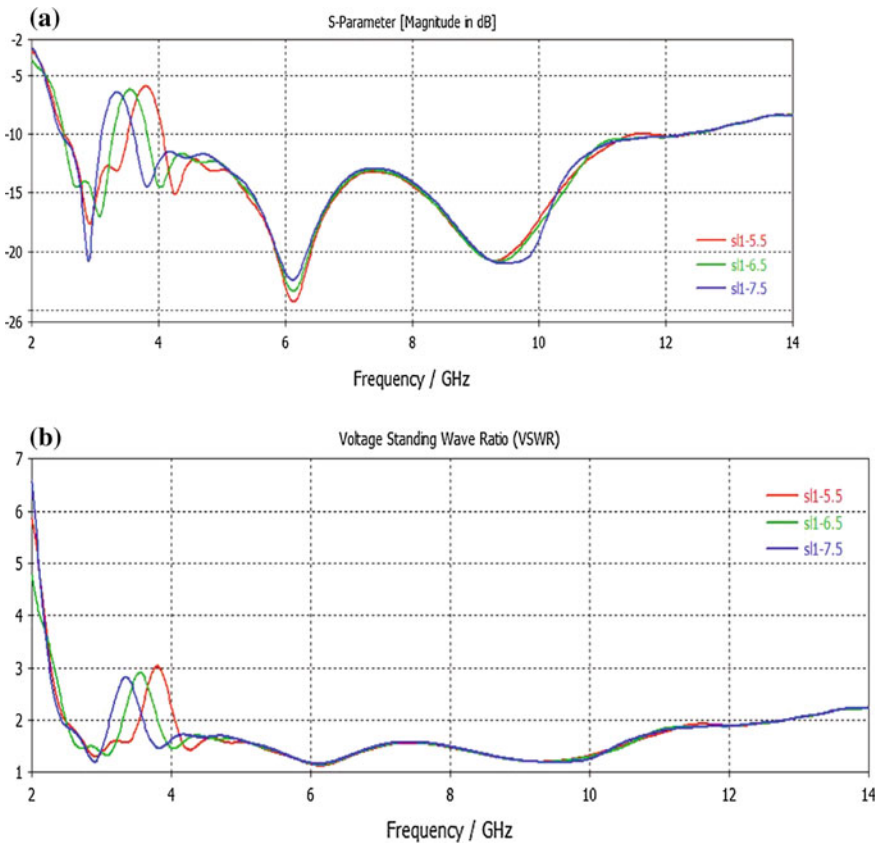 (a)
S-Parameter [Magnitude in dB]
-2
-5
-10
-15
-20
-26
sl1-5.5
sl1-6.5
sl1-7.5
2 4 6 8 10 12 14
Frequency / GHz
(b)
Voltage Standing Wave Ratio (VSWR)
7
6
5
4
3
2
1
sl1-5.5
sl1-6.5
sl1-7.5
2 4 6 8 10 12 14
Frequency / GHz